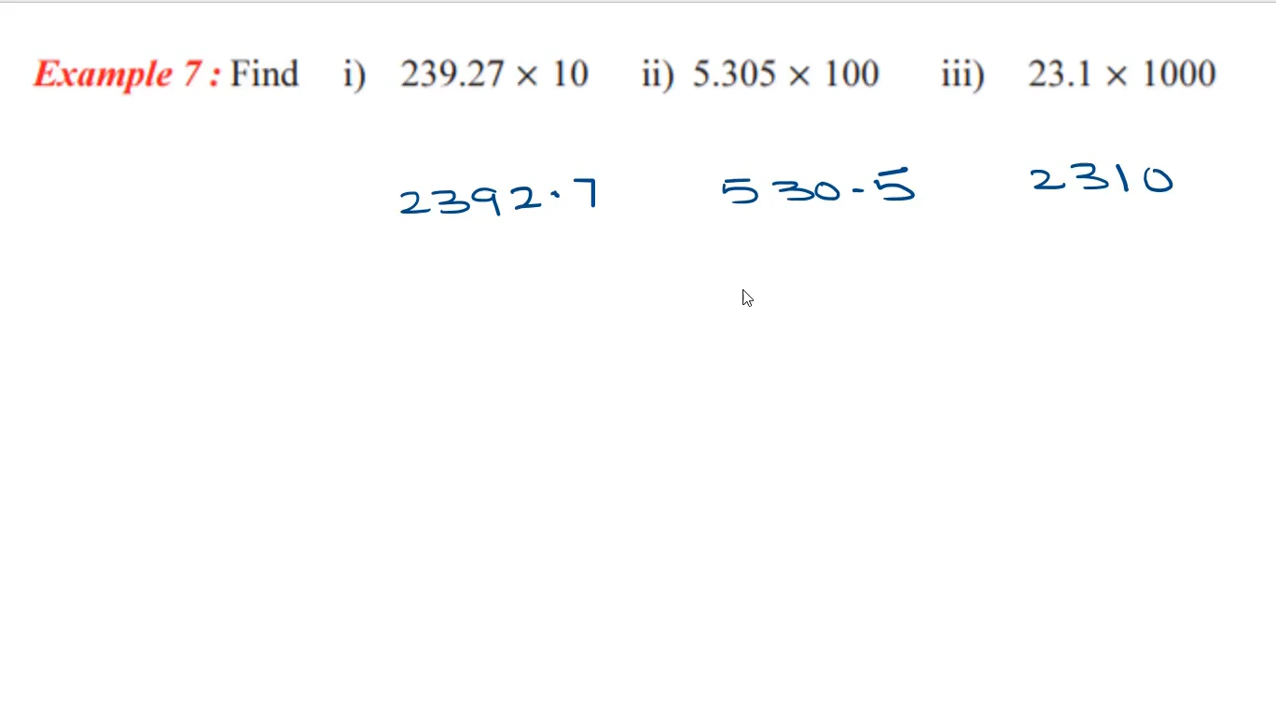 Example 7 : Find i) 239.27 × 10 ii) 5.305 × 100 iii) 23.1 × 1000
2392.7 530.5 2310